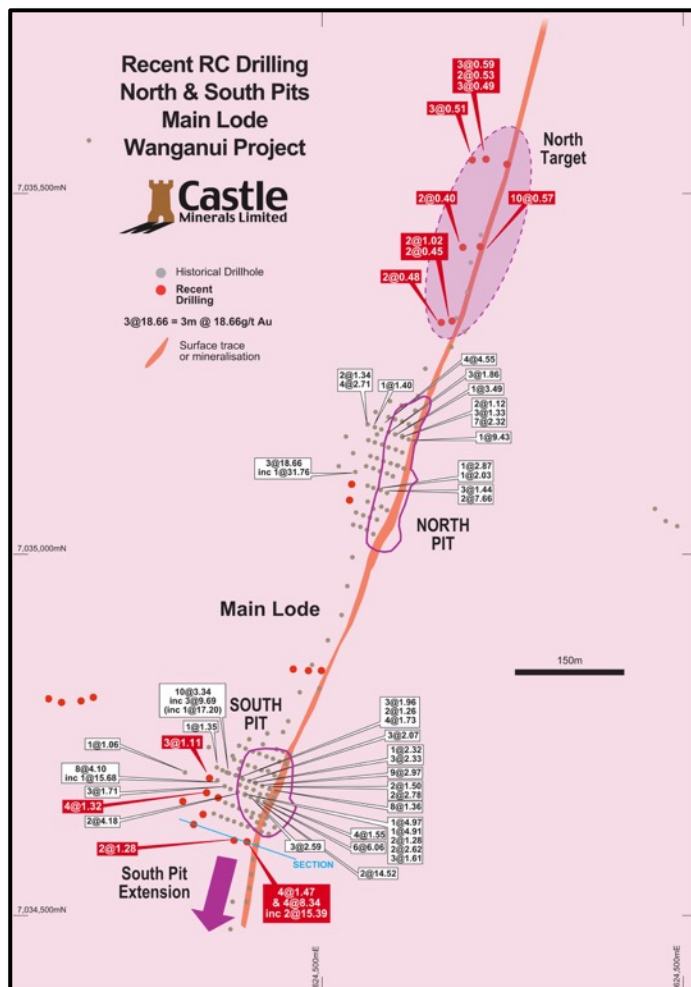 Recent RC Drilling
North & South Pits
Main Lode
Wanganui Project
Castle
Minerals Limited
Historical Drillhole
Recent
Drilling
3@18.66 = 3m @ 18.66g/t Au
Surface trace
or mineralisation
3@0.59
2@0.53
3@0.49
3@0.51
North
Target
7,035,500mN
2@0.40
10@0.57
2@1.02
2@0.45
2@0.48
4@4.55
2@1.34
4@2.71
1@1.40
3@1.86
1@3.49
2@1.12
3@1.33
7@2.32
1@9.43
3@18.66
inc 1@31.76
1@2.87
1@2.03
3@1.44
2@7.66
NORTH
PIT
7,035,000mN
Main Lode
150m
10@3.34
inc 3@9.69
(inc 1@17.20)
SOUTH
PIT
3@1.96
2@1.26
4@1.73
1@1.35
3@2.07
1@1.06
3@1.11
1@2.32
3@2.33
8@4.10
inc 1@15.68
9@2.97
3@1.71
2@1.50
2@2.78
4@1.32
8@1.36
2@4.18
1@4.97
1@4.91
2@1.28
2@2.62
3@1.61
4@1.55
6@6.06
3@2.59
2@1.28
SECTION
2@14.52
South Pit
Extension
4@1.47
& 4@8.34
inc 2@15.39
7,034,500mN
624,500mE
624,500mE